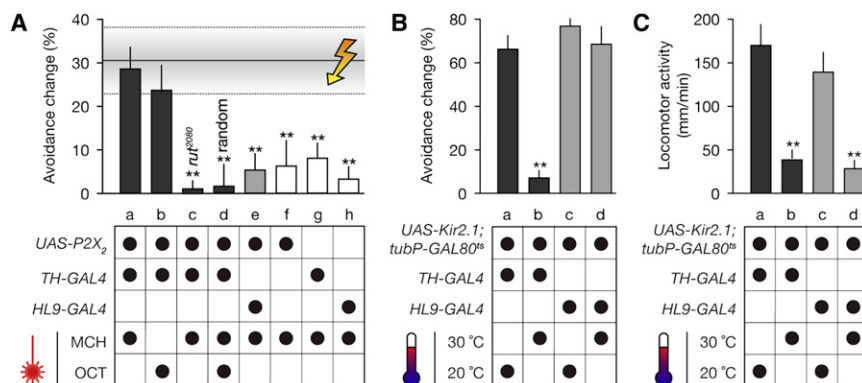 A
Avoidance change (%)
40
30
20
10
0
** rut2080
** random
**
**
**
**
a b c d e f g h
UAS-P2X2
TH-GAL4
HL9-GAL4
MCH
OCT
B
Avoidance change (%)
80
60
40
20
0
**
a b c d
UAS-Kir2.1;
tubP-GAL80ts
TH-GAL4
HL9-GAL4
30 °C
20 °C
C
Locomotor activity
(mm/min)
200
150
100
50
0
**
**
a b c d
UAS-Kir2.1;
tubP-GAL80ts
TH-GAL4
HL9-GAL4
30 °C
20 °C